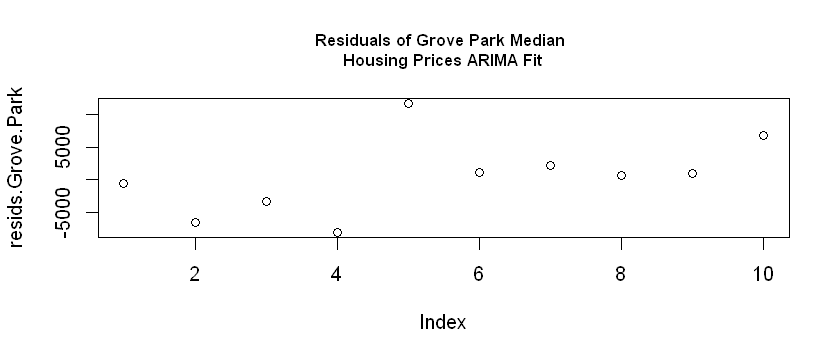 Residuals of Grove Park Median
Housing Prices ARIMA Fit
resids.Grove.Park
5000
-5000
2 4 6 8 10
Index